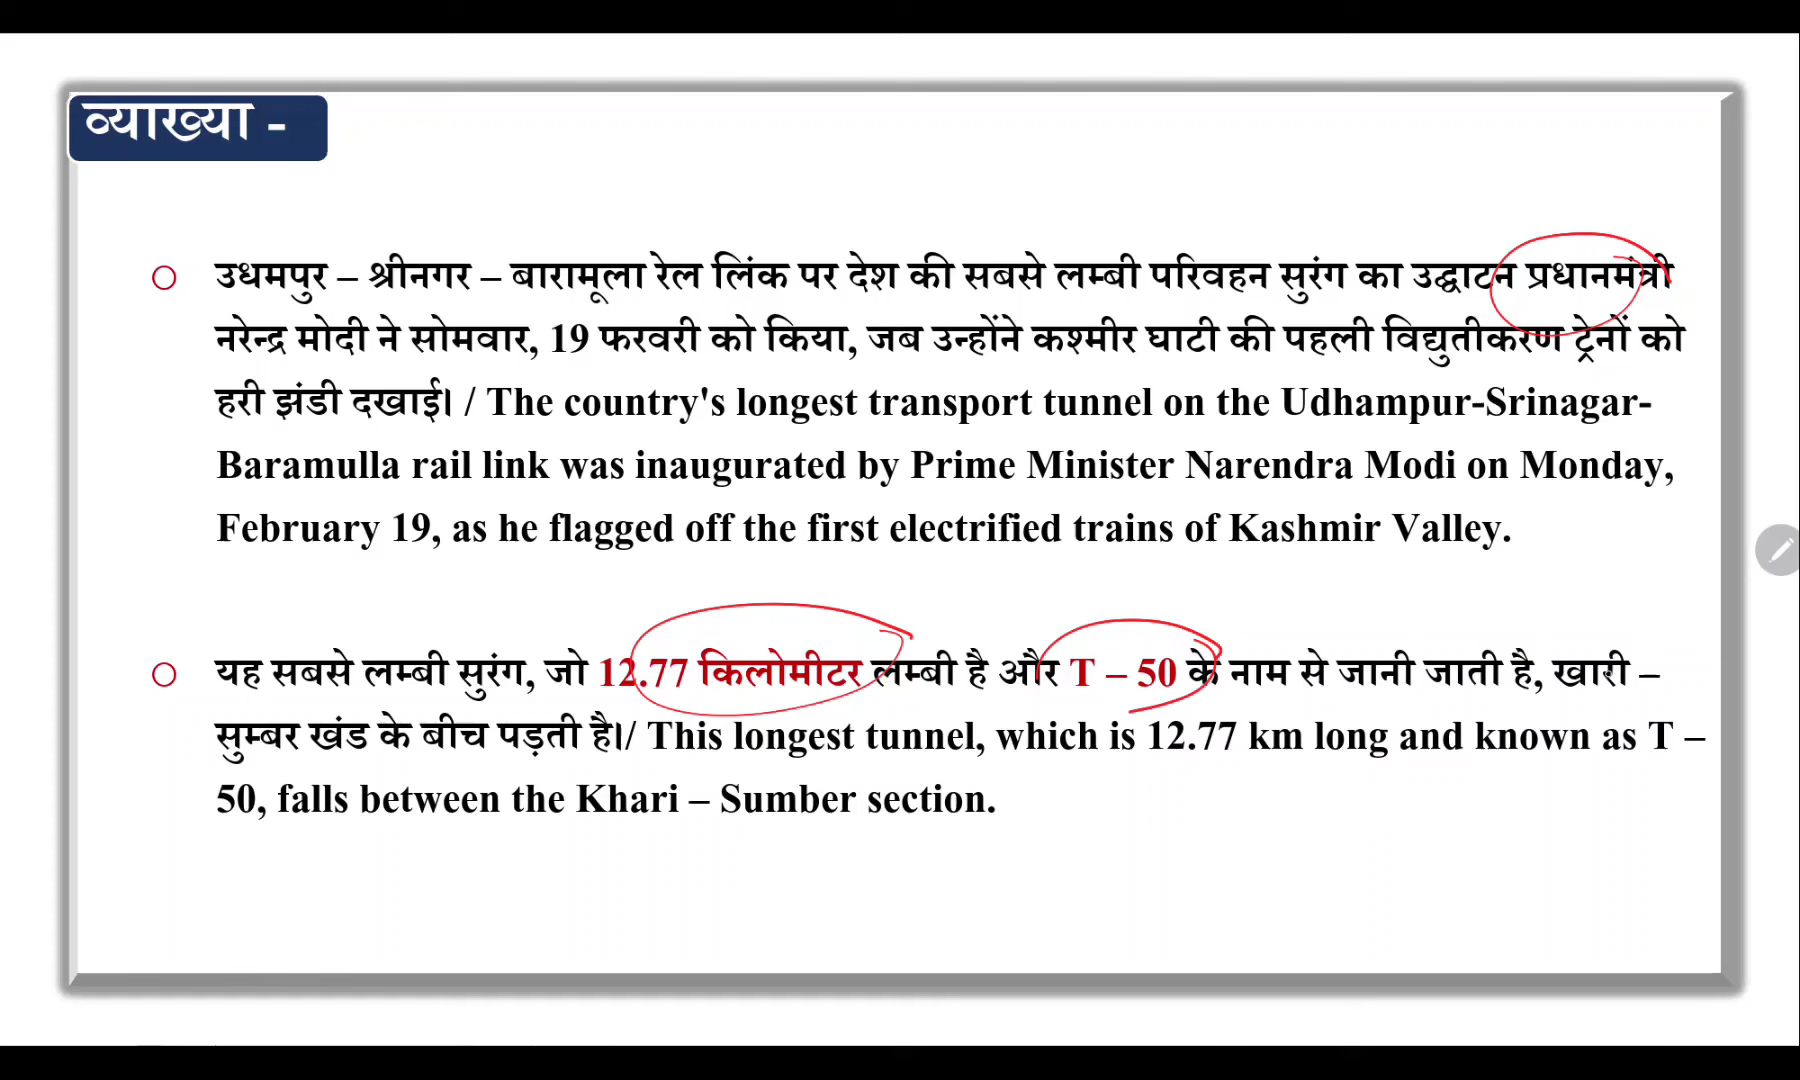 व्याख्या -
उधमपुर – श्रीनगर – बारामूला रेल लिंक पर देश की सबसे लम्बी परिवहन सुरंग का उद्घाटन प्रधानमंत्री
नरेन्द्र मोदी ने सोमवार, 19 फरवरी को किया, जब उन्होंने कश्मीर घाटी की पहली विद्युतीकरण ट्रेनों को
हरी झंडी दखाई। / The country's longest transport tunnel on the Udhampur-Srinagar-
Baramulla rail link was inaugurated by Prime Minister Narendra Modi on Monday,
February 19, as he flagged off the first electrified trains of Kashmir Valley.
यह सबसे लम्बी सुरंग, जो 12.77 किलोमीटर लम्बी है और T – 50 के नाम से जानी जाती है, खारी –
सुम्बर खंड के बीच पड़ती है।/ This longest tunnel, which is 12.77 km long and known as T –
50, falls between the Khari – Sumber section.